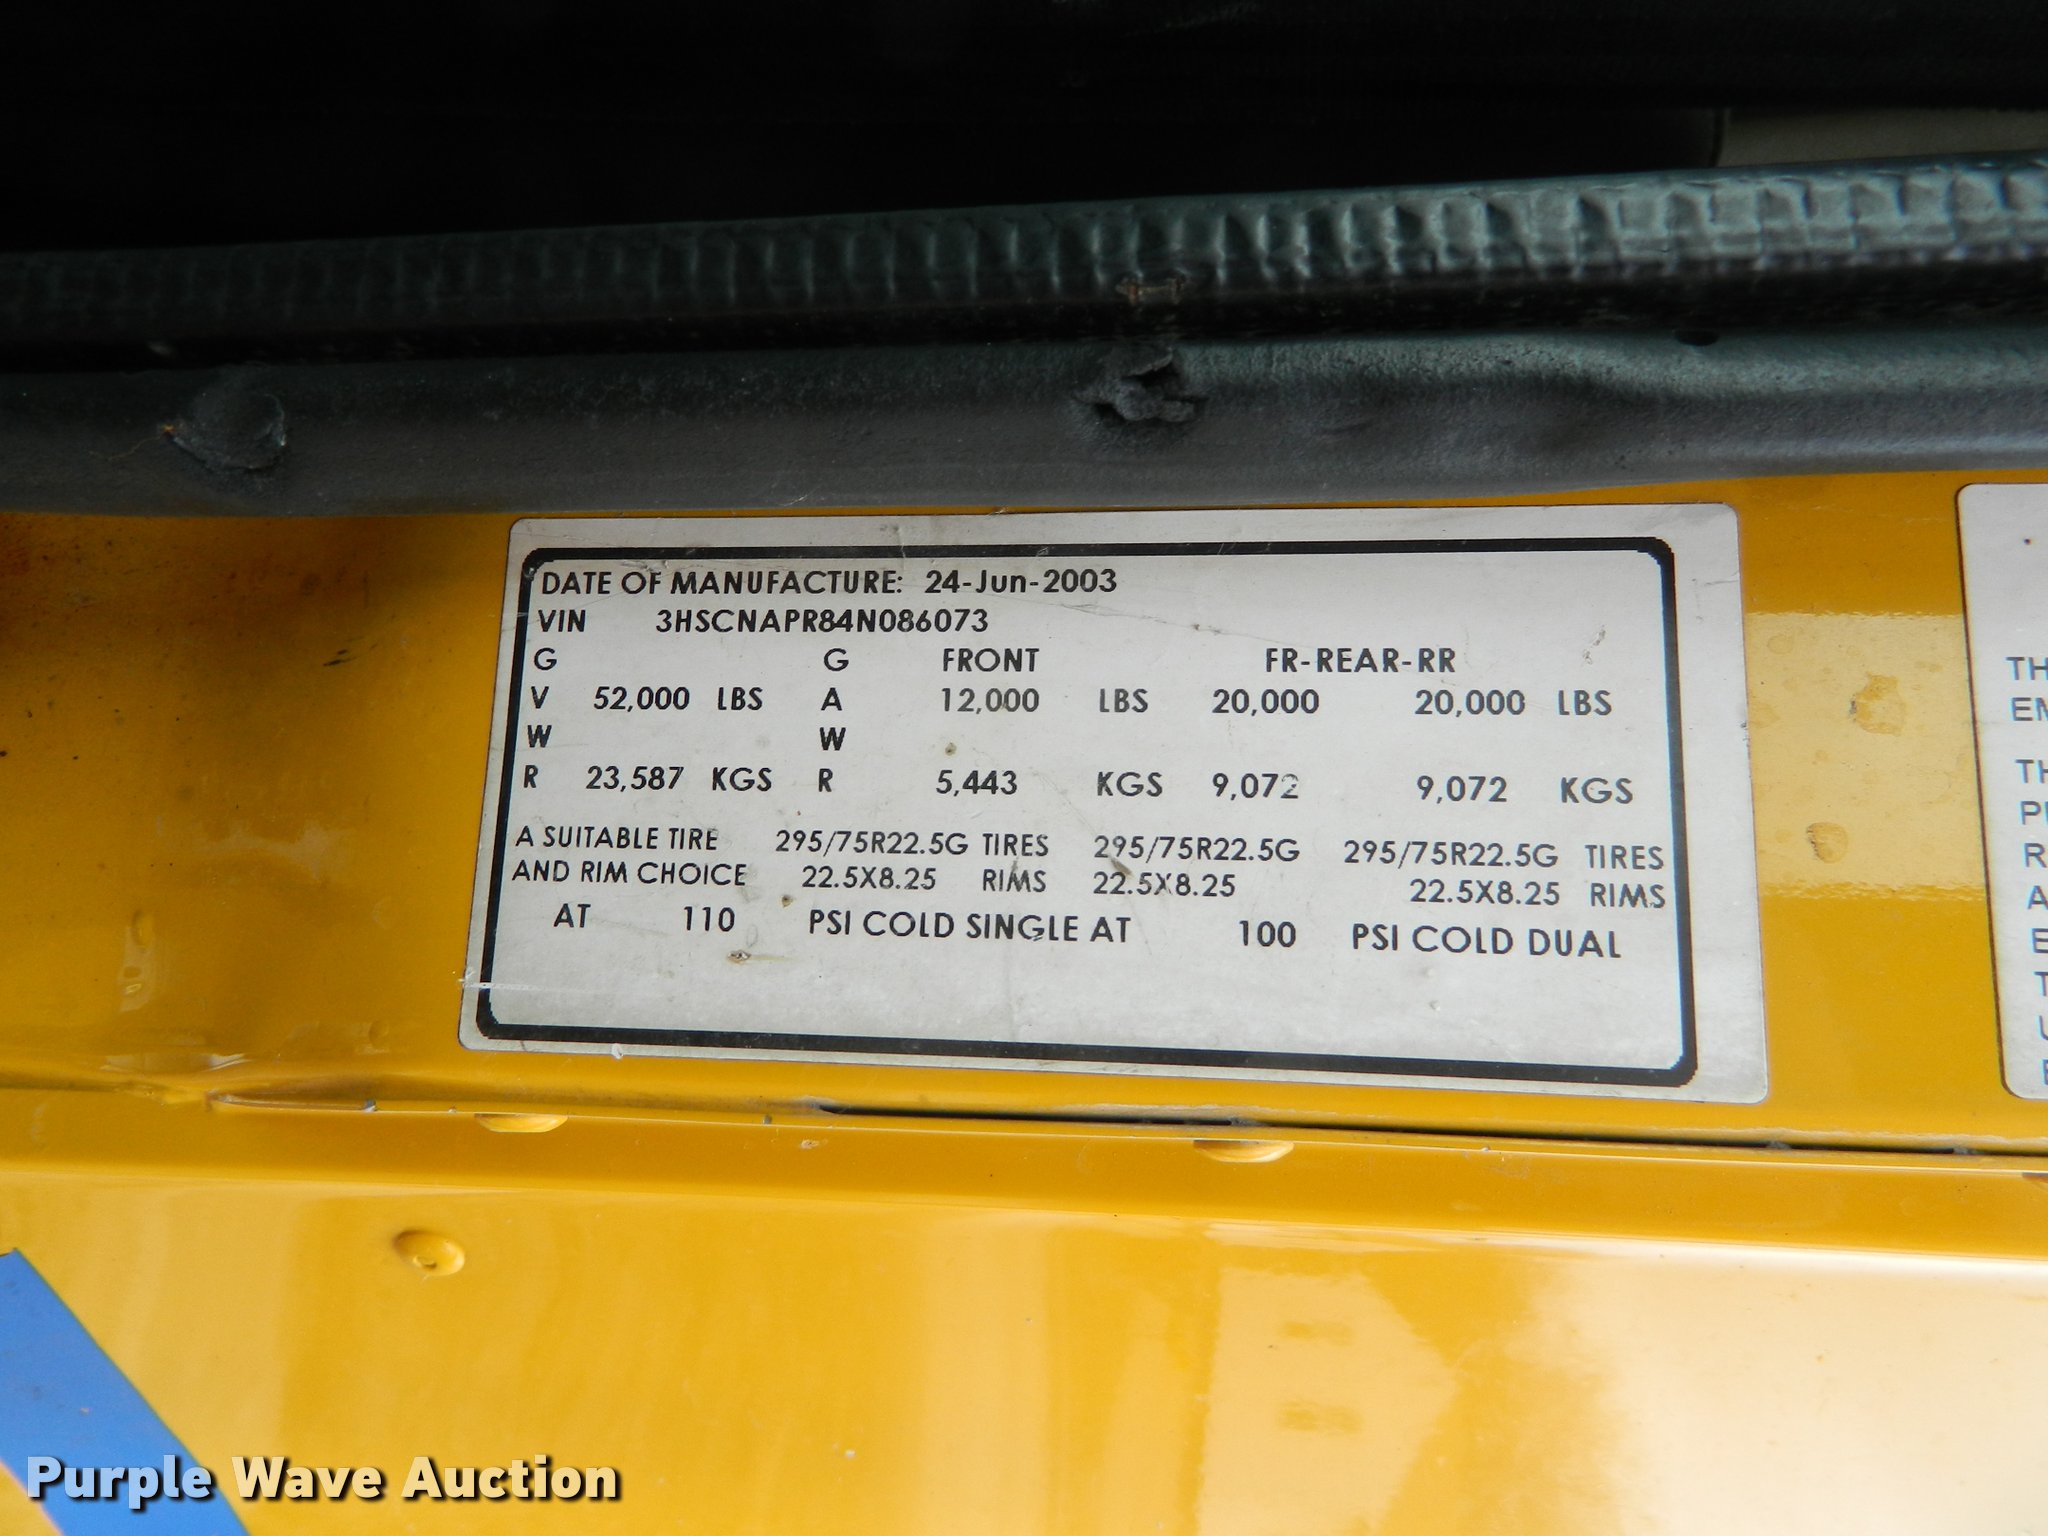 DATE OF MANUFACTURE: 24-Jun-2003
VIN 3HSCNAPR84N086073
G G FRONT FR-REAR-RR
V 52,000 LBS A 12,000 LBS 20,000 20,000 LBS
W W
R 23,587 KGS R 5,443 KGS 9,072 9,072 KGS
A SUITABLE TIRE 295/75R22.5G TIRES 295/75R22.5G 295/75R22.5G TIRES
AND RIM CHOICE 22.5X8.25 RIMS 22.5X8.25 22.5X8.25 RIMS
AT 110 PSI COLD SINGLE AT 100 PSI COLD DUAL
Purple Wave Auction